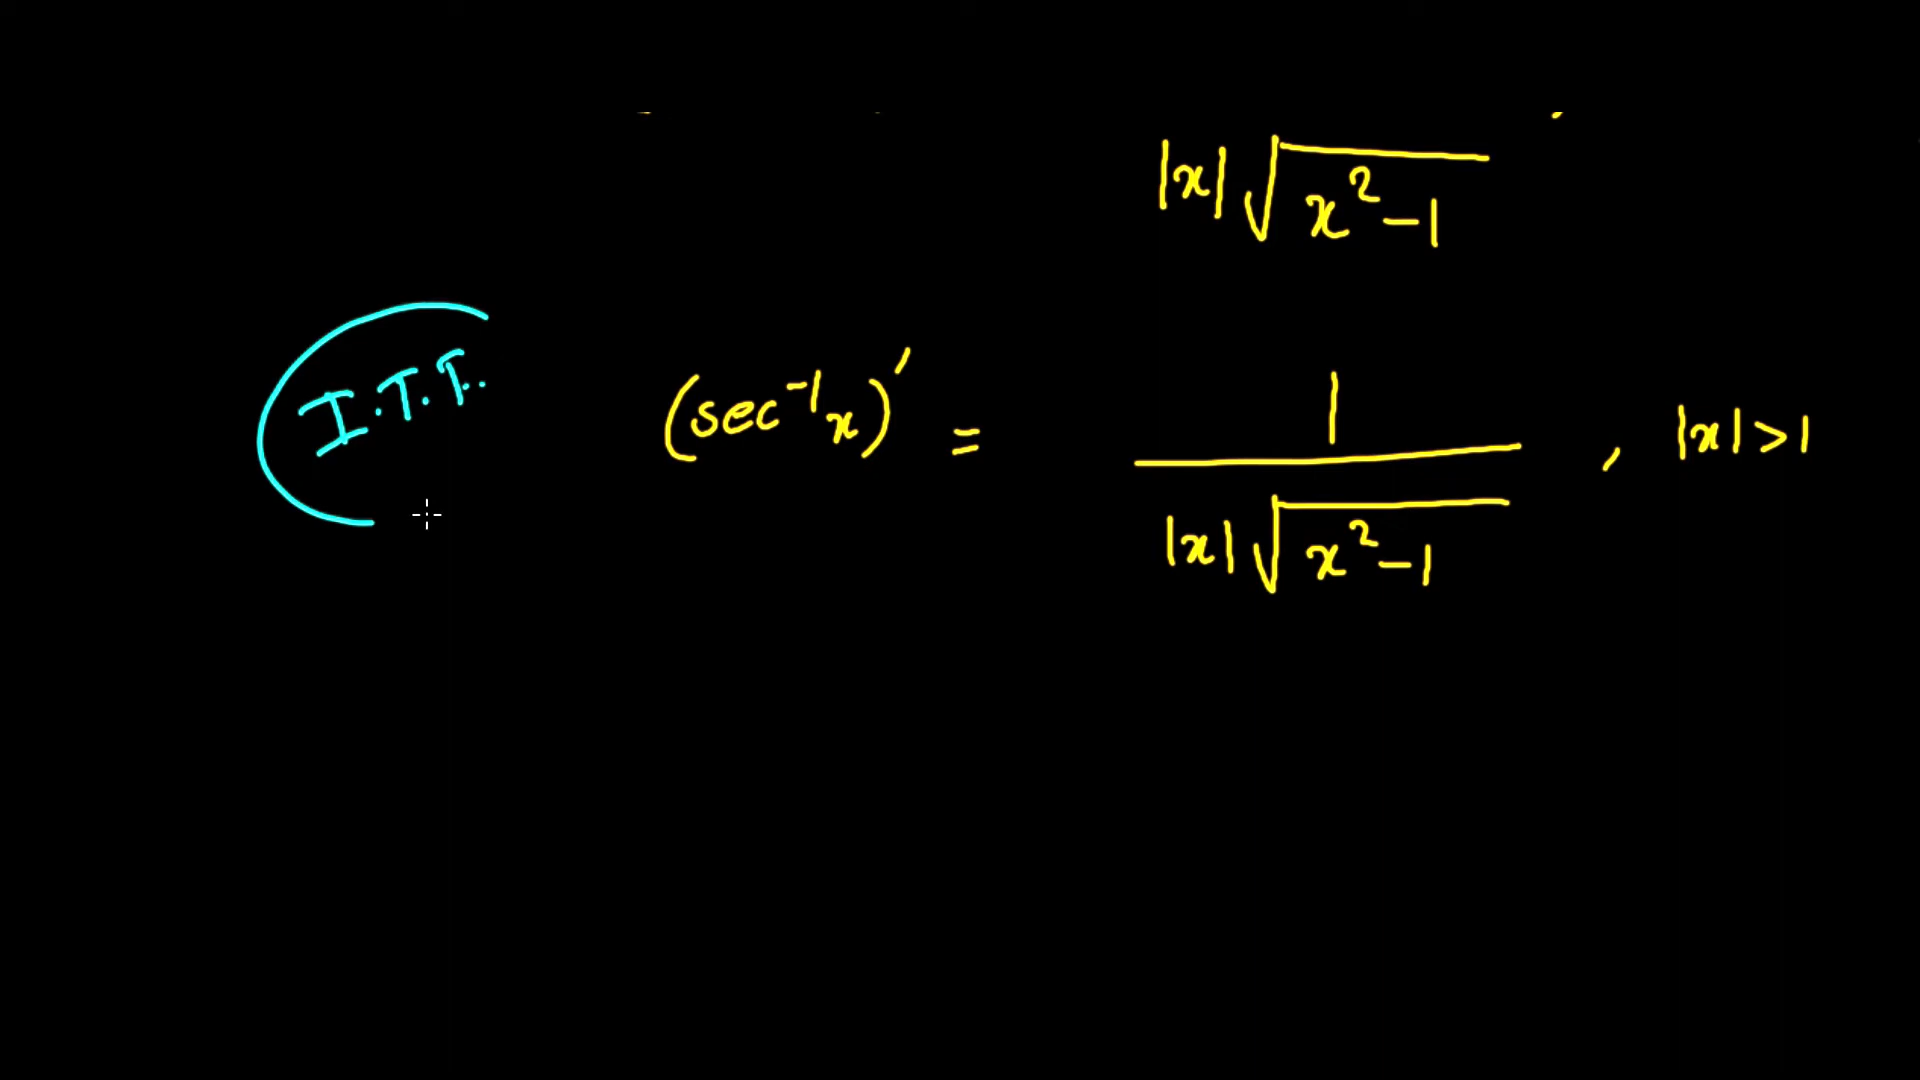 |x|√(x²-1)
I.T.T.
(sec⁻¹x)′ = 1 / (|x|√(x²-1)) , |x|>1